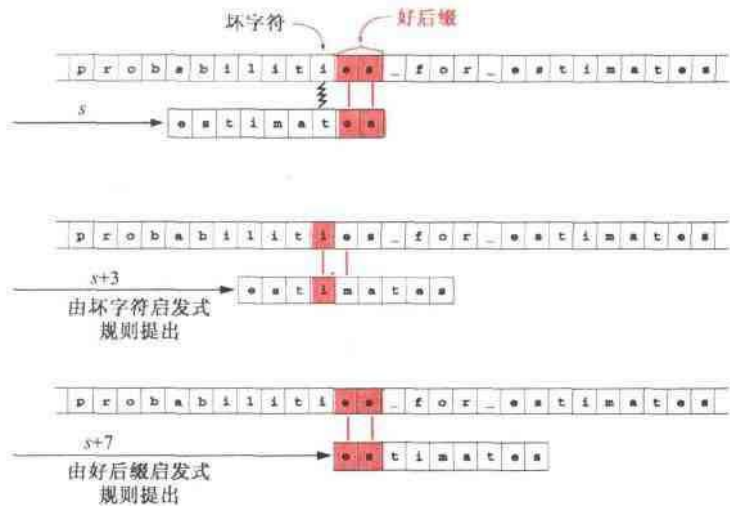 坏字符 好后缀
p r o b a b i l i t i e s _ f o r _ e s t i m a t e s
s
e s t i m a t e s
p r o b a b i l i t i e s _ f o r _ e s t i m a t e s
s+3
e s t i m a t e s
由坏字符启发式
规则提出
p r o b a b i l i t i e s _ f o r _ e s t i m a t e s
s+7
e s t i m a t e s
由好后缀启发式
规则提出